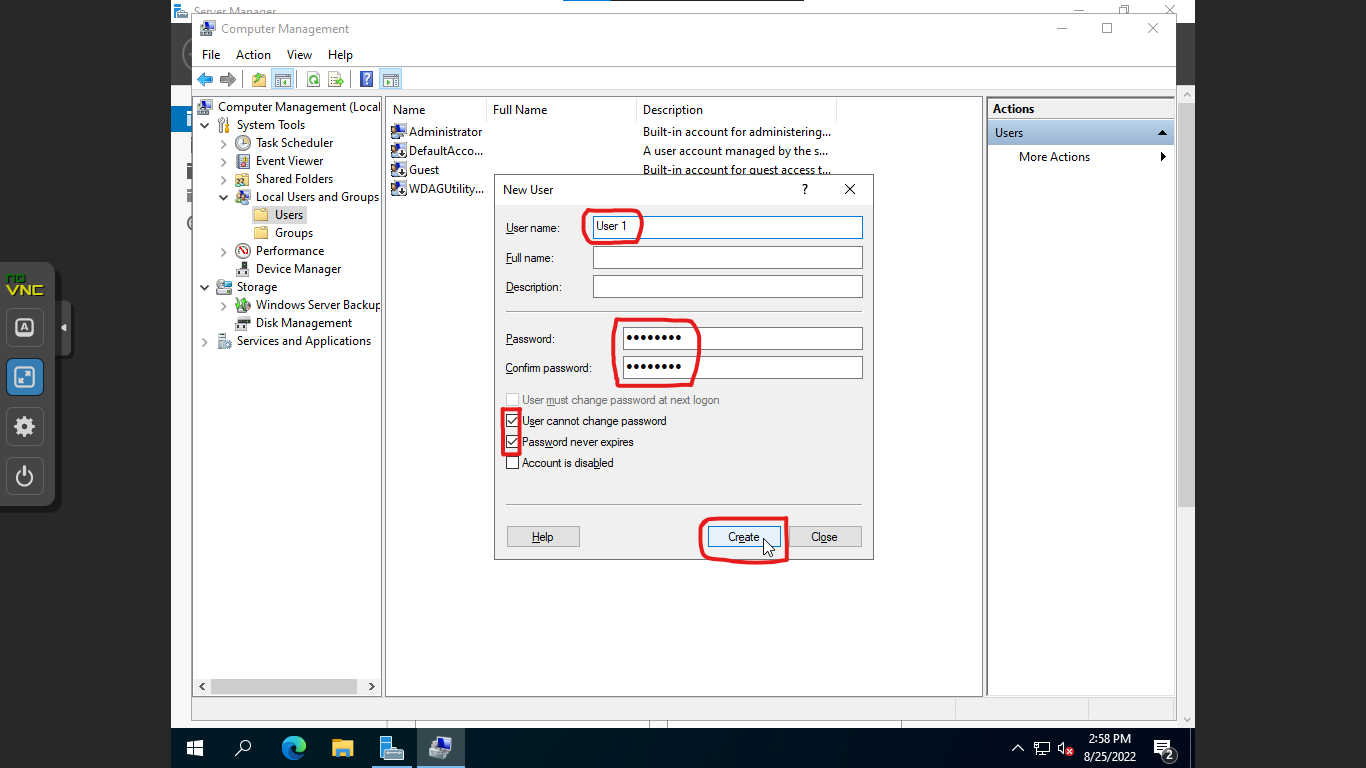 Server Manager
Computer Management
File Action View Help
Computer Management (Local
System Tools
Task Scheduler
Event Viewer
Shared Folders
Local Users and Groups
Users
Groups
Performance
Device Manager
Storage
Windows Server Backup
Disk Management
Services and Applications
Name Full Name Description
Administrator Built-in account for administering...
DefaultAcco... A user account managed by the s...
Guest Built-in account for guest access t...
WDAGUtility...
Actions
Users
More Actions
New User
User name: User 1
Full name:
Description:
Password: ••••••••
Confirm password: ••••••••
User must change password at next logon
User cannot change password
Password never expires
Account is disabled
Help Create Close
no
VNC
A
2:58 PM
8/25/2022
2